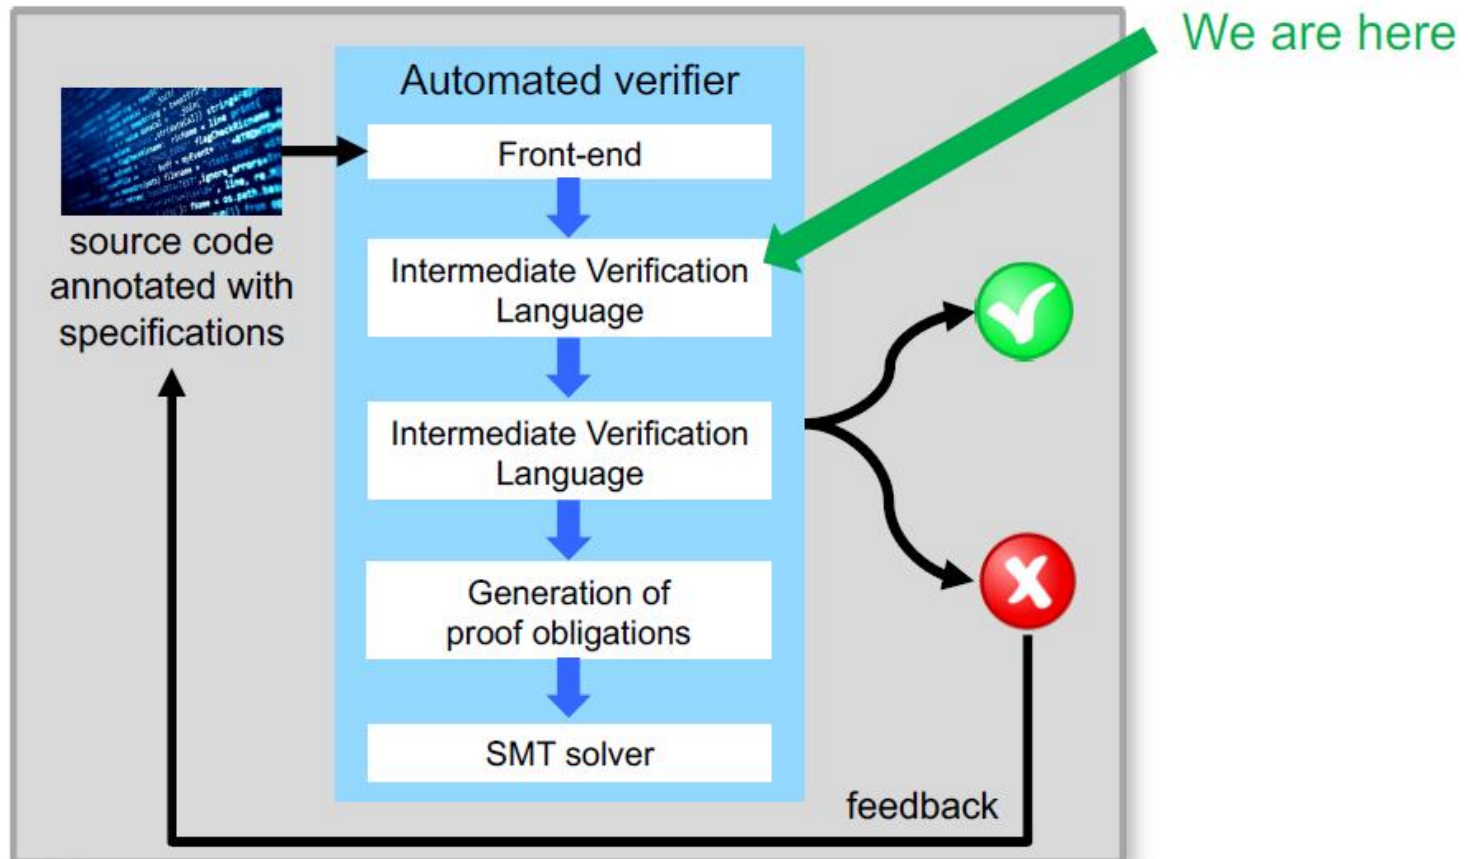 We are here
Automated verifier
Front-end
source code
annotated with
specifications
Intermediate Verification
Language
Intermediate Verification
Language
Generation of
proof obligations
SMT solver
feedback